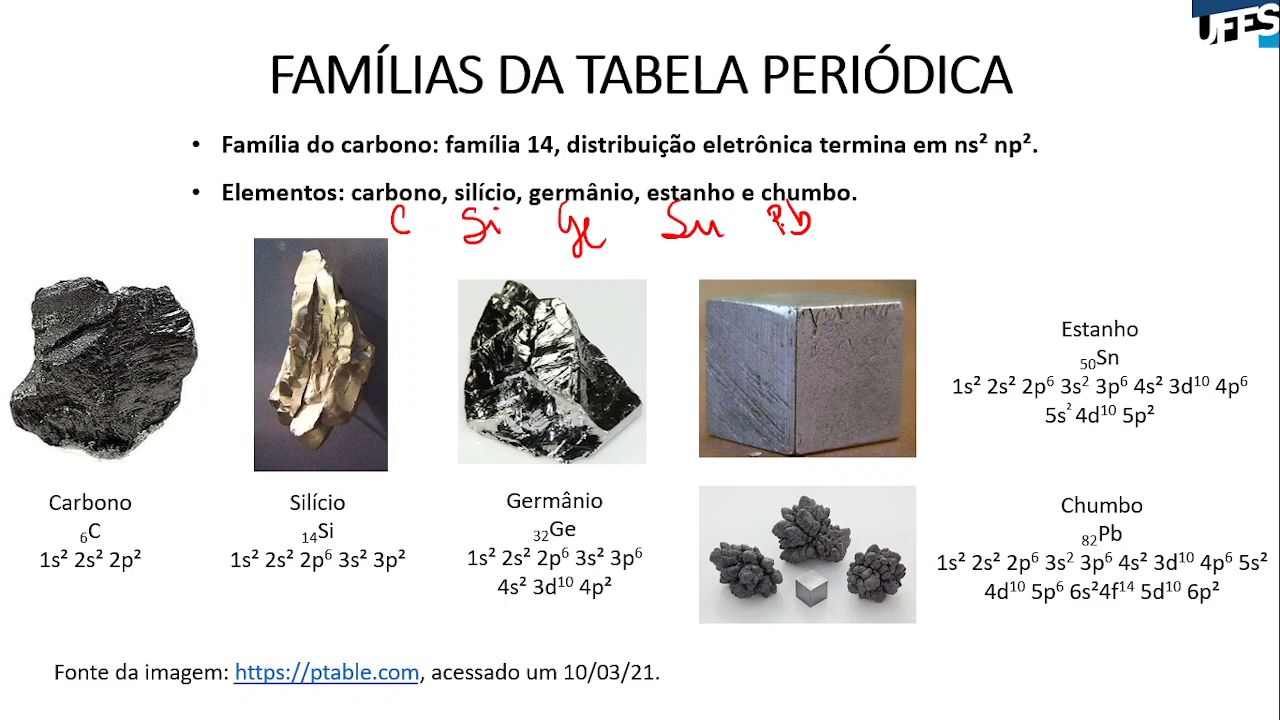 UFES
FAMÍLIAS DA TABELA PERIÓDICA
• Família do carbono: família 14, distribuição eletrônica termina em ns² np².
• Elementos: carbono, silício, germânio, estanho e chumbo.
C Si Ge Sn Pb
Carbono
₆C
1s² 2s² 2p²
Silício
₁₄Si
1s² 2s² 2p⁶ 3s² 3p²
Germânio
₃₂Ge
1s² 2s² 2p⁶ 3s² 3p⁶
4s² 3d¹⁰ 4p²
Estanho
₅₀Sn
1s² 2s² 2p⁶ 3s² 3p⁶ 4s² 3d¹⁰ 4p⁶
5s² 4d¹⁰ 5p²
Chumbo
₈₂Pb
1s² 2s² 2p⁶ 3s² 3p⁶ 4s² 3d¹⁰ 4p⁶ 5s²
4d¹⁰ 5p⁶ 6s²4f¹⁴ 5d¹⁰ 6p²
Fonte da imagem: https://ptable.com, acessado um 10/03/21.